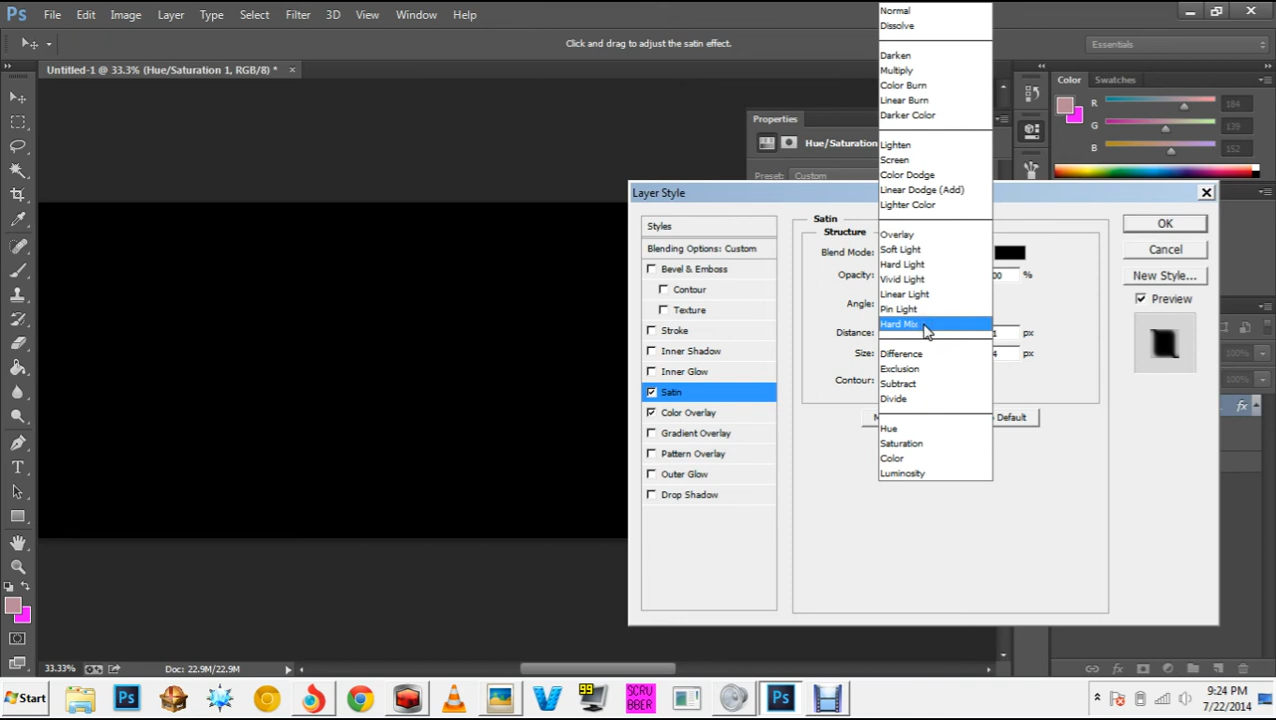 Ps File Edit Image Layer Type Select Filter 3D View Window Help
Click and drag to adjust the satin effect.
Essentials
Untitled-1 @ 33.3% (Hue/Saturation 1, RGB/8) * ×
Color Swatches
R 184
G 139
B 152
Properties
Hue/Saturation
Preset: Custom
Layer Style
Styles
Blending Options: Custom
Bevel & Emboss
Contour
Texture
Stroke
Inner Shadow
Inner Glow
Satin
Color Overlay
Gradient Overlay
Pattern Overlay
Outer Glow
Drop Shadow
Satin
Structure
Blend Mode:
Opacity: %
Angle:
Distance: px
Size: px
Contour:
Default
Normal
Dissolve
Darken
Multiply
Color Burn
Linear Burn
Darker Color
Lighten
Screen
Color Dodge
Linear Dodge (Add)
Lighter Color
Overlay
Soft Light
Hard Light
Vivid Light
Linear Light
Pin Light
Hard Mix
Difference
Exclusion
Subtract
Divide
Hue
Saturation
Color
Luminosity
OK
Cancel
New Style...
Preview
100%
100%
fx
33.33% Doc: 22.9M/22.9M
Start
Ps
99
SCRU
BBER
Ps
9:24 PM
7/22/2014